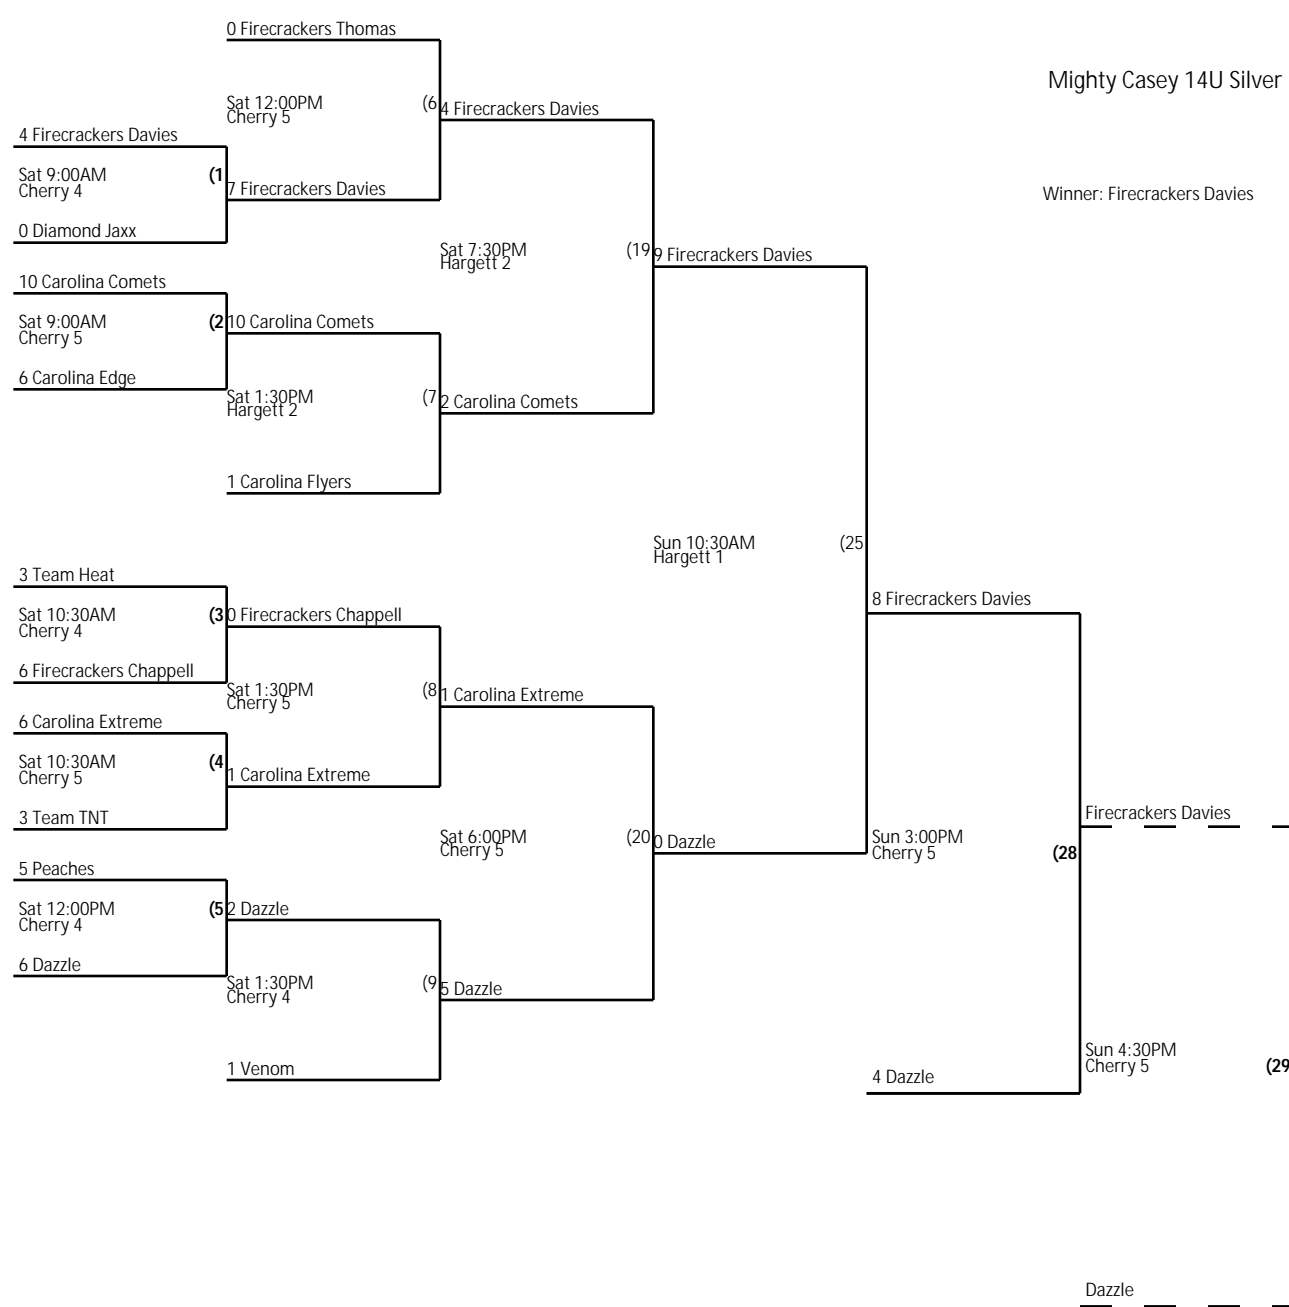 0 Firecrackers Thomas
Mighty Casey 14U Silver
Sat 12:00PM
Cherry 5
(6
4 Firecrackers Davies
4 Firecrackers Davies
Sat 9:00AM
Cherry 4
(1
7 Firecrackers Davies
Winner: Firecrackers Davies
0 Diamond Jaxx
Sat 7:30PM
Hargett 2
(19
9 Firecrackers Davies
10 Carolina Comets
Sat 9:00AM
Cherry 5
(2
10 Carolina Comets
6 Carolina Edge
Sat 1:30PM
Hargett 2
(7
2 Carolina Comets
1 Carolina Flyers
Sun 10:30AM
Hargett 1
(25
3 Team Heat
8 Firecrackers Davies
Sat 10:30AM
Cherry 4
(3
0 Firecrackers Chappell
6 Firecrackers Chappell
Sat 1:30PM
Cherry 5
(8
1 Carolina Extreme
6 Carolina Extreme
Sat 10:30AM
Cherry 5
(4
1 Carolina Extreme
3 Team TNT
Firecrackers Davies
Sat 6:00PM
Cherry 5
(20
0 Dazzle
Sun 3:00PM
Cherry 5
(28
5 Peaches
Sat 12:00PM
Cherry 4
(5
2 Dazzle
6 Dazzle
Sat 1:30PM
Cherry 4
(9
5 Dazzle
1 Venom
4 Dazzle
Sun 4:30PM
Cherry 5
(29
Dazzle